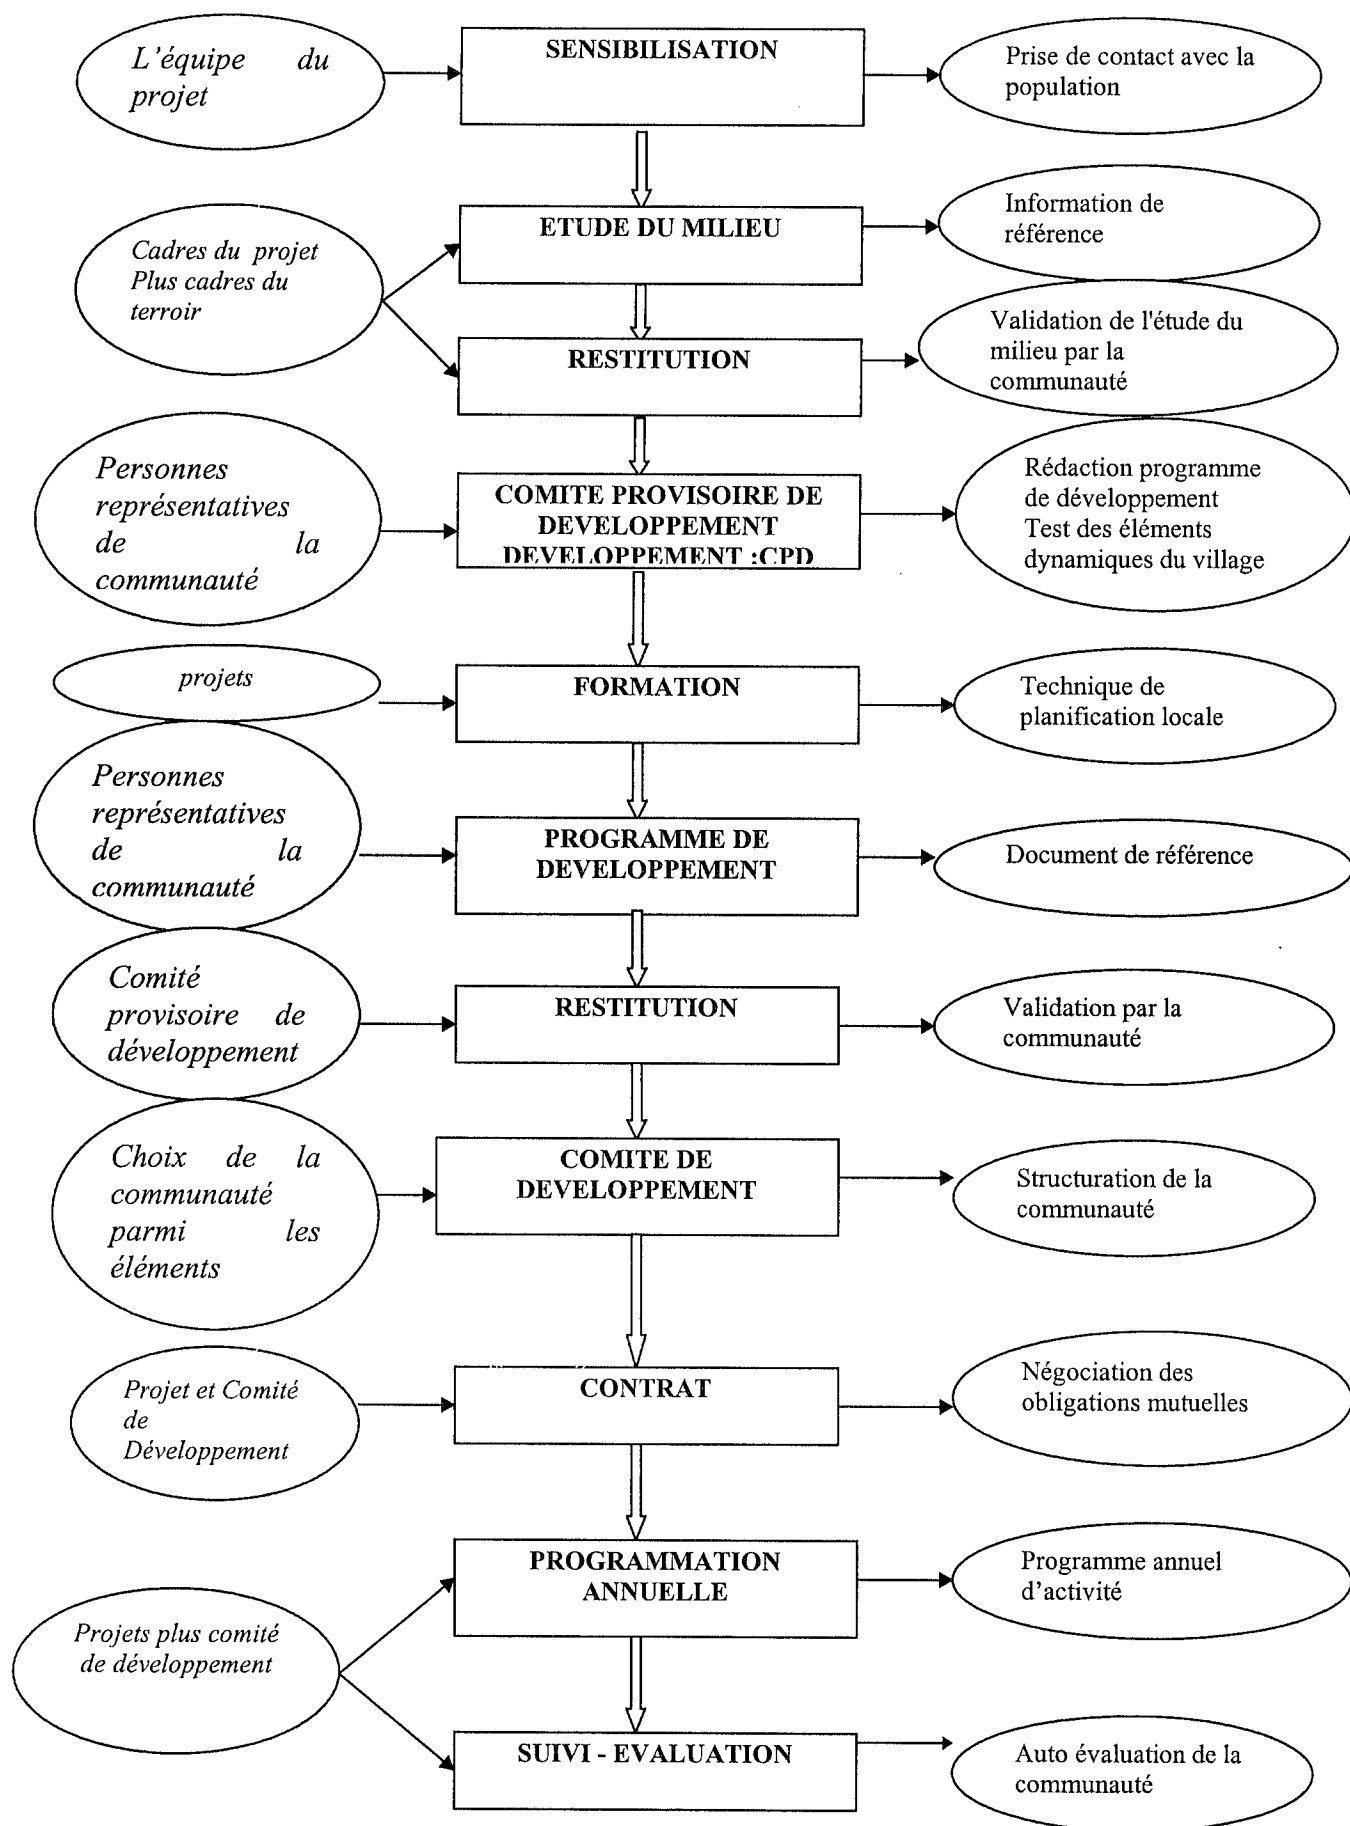 L'équipe du
projet
SENSIBILISATION
Prise de contact avec la
population
Cadres du projet
Plus cadres du
terroir
ETUDE DU MILIEU
Information de
référence
RESTITUTION
Validation de l'étude du
milieu par la
communauté
Personnes
représentatives
de la
communauté
COMITE PROVISOIRE DE
DEVELOPPEMENT
DEVELOPPEMENT :CPD
Rédaction programme
de développement
Test des éléments
dynamiques du village
projets
FORMATION
Technique de
planification locale
Personnes
représentatives
de la
communauté
PROGRAMME DE
DEVELOPPEMENT
Document de référence
Comité
provisoire de
développement
RESTITUTION
Validation par la
communauté
Choix de la
communauté
parmi les
éléments
COMITE DE
DEVELOPPEMENT
Structuration de la
communauté
Projet et Comité
de
Développement
CONTRAT
Négociation des
obligations mutuelles
Projets plus comité
de développement
PROGRAMMATION
ANNUELLE
Programme annuel
d'activité
SUIVI - EVALUATION
Auto évaluation de la
communauté